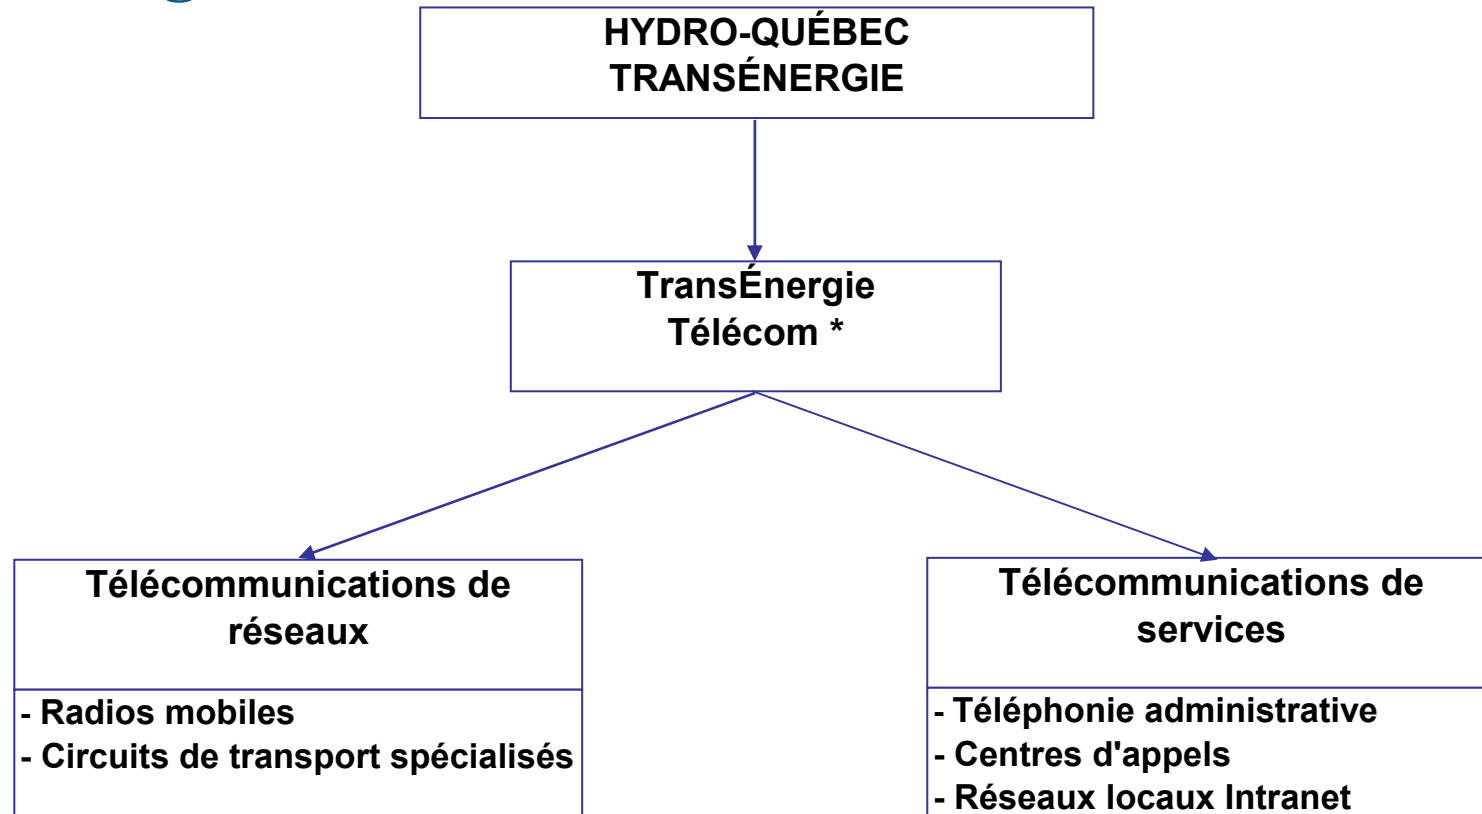 HYDRO-QUÉBEC
TRANSÉNERGIE
TransÉnergie
Télécom *
Télécommunications de
réseaux
- Radios mobiles
- Circuits de transport spécialisés
Télécommunications de
services
- Téléphonie administrative
- Centres d'appels
- Réseaux locaux Intranet